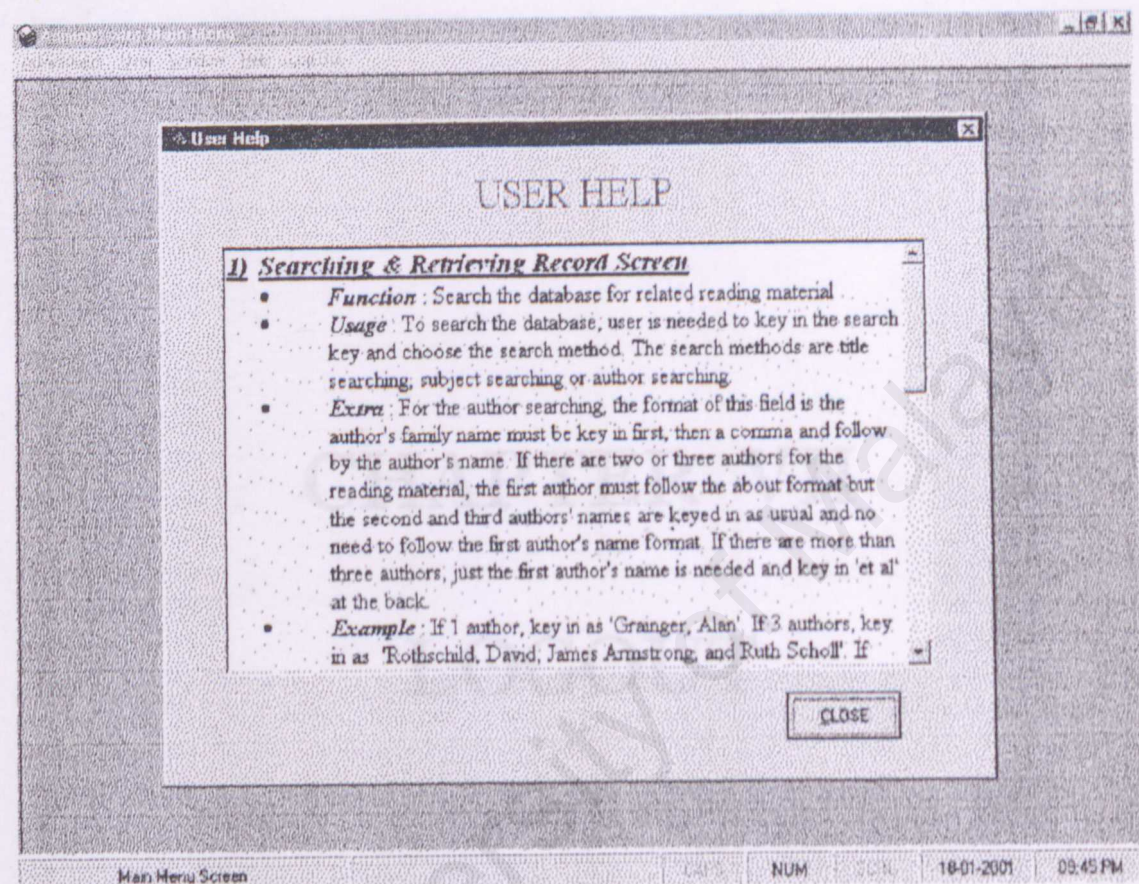 Main Menu
User Help
USER HELP
1) Searching & Retrieving Record Screen
• Function : Search the database for related reading material
• Usage : To search the database, user is needed to key in the search
key and choose the search method. The search methods are title
searching, subject searching or author searching.
• Extra : For the author searching, the format of this field is the
author's family name must be key in first, then a comma and follow
by the author's name. If there are two or three authors for the
reading material, the first author must follow the about format but
the second and third authors' names are keyed in as usual and no
need to follow the first author's name format. If there are more than
three authors, just the first author's name is needed and key in 'et al'
at the back.
• Example : If 1 author, key in as 'Grainger, Alan'. If 3 authors, key
in as 'Rothschild, David; James Armstrong, and Ruth Scholl'. If
CLOSE
Main Menu Screen CAPS NUM 18-01-2001 09:45 PM